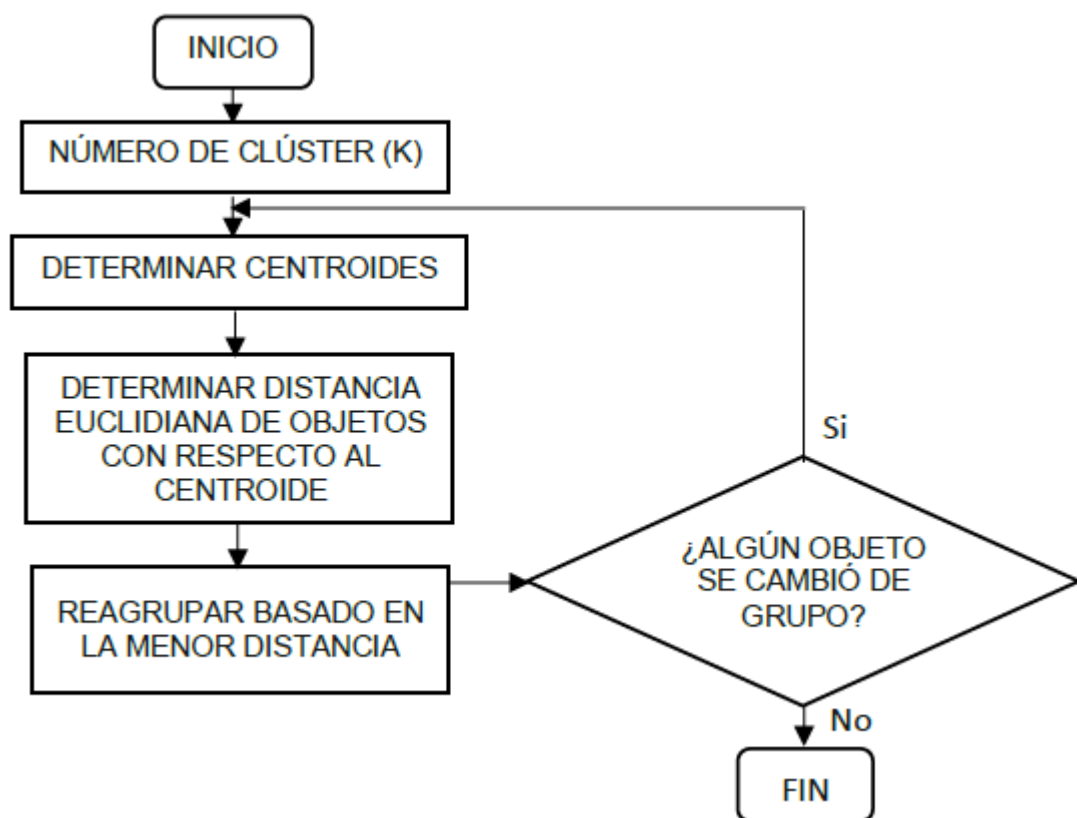 INICIO
NÚMERO DE CLÚSTER (K)
DETERMINAR CENTROIDES
DETERMINAR DISTANCIA
EUCLIDIANA DE OBJETOS
CON RESPECTO AL
CENTROIDE
REAGRUPAR BASADO EN
LA MENOR DISTANCIA
¿ALGÚN OBJETO
SE CAMBIÓ DE
GRUPO?
Si
No
FIN